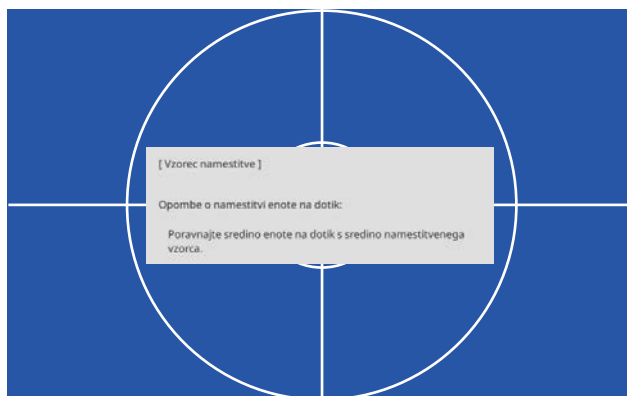 [ Vzorec namestitve ]
Opombe o namestitvi enote na dotik:
Poravnajte sredino enote na dotik s sredino namestitvenega
vzorca.